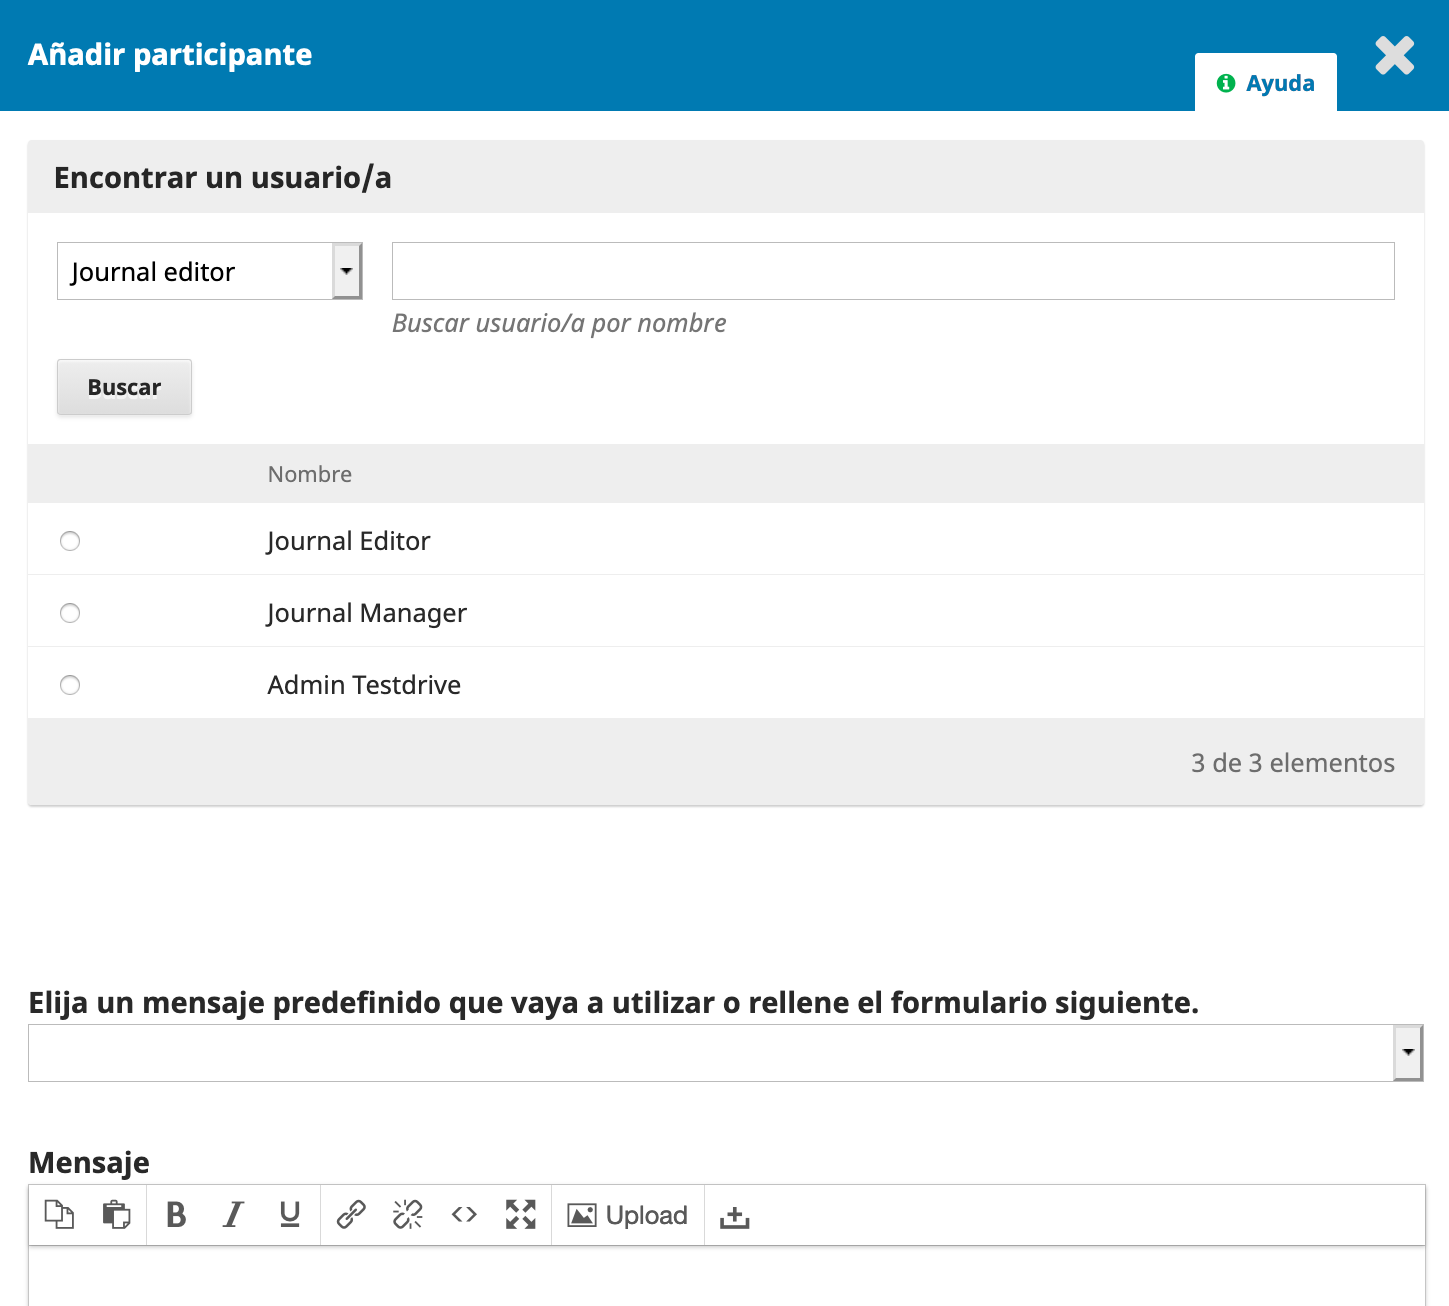 Añadir participante
Ayuda
Encontrar un usuario/a
Journal editor
Buscar usuario/a por nombre
Buscar
Nombre
Journal Editor
Journal Manager
Admin Testdrive
3 de 3 elementos
Elija un mensaje predefinido que vaya a utilizar o rellene el formulario siguiente.
Mensaje
B I U Upload